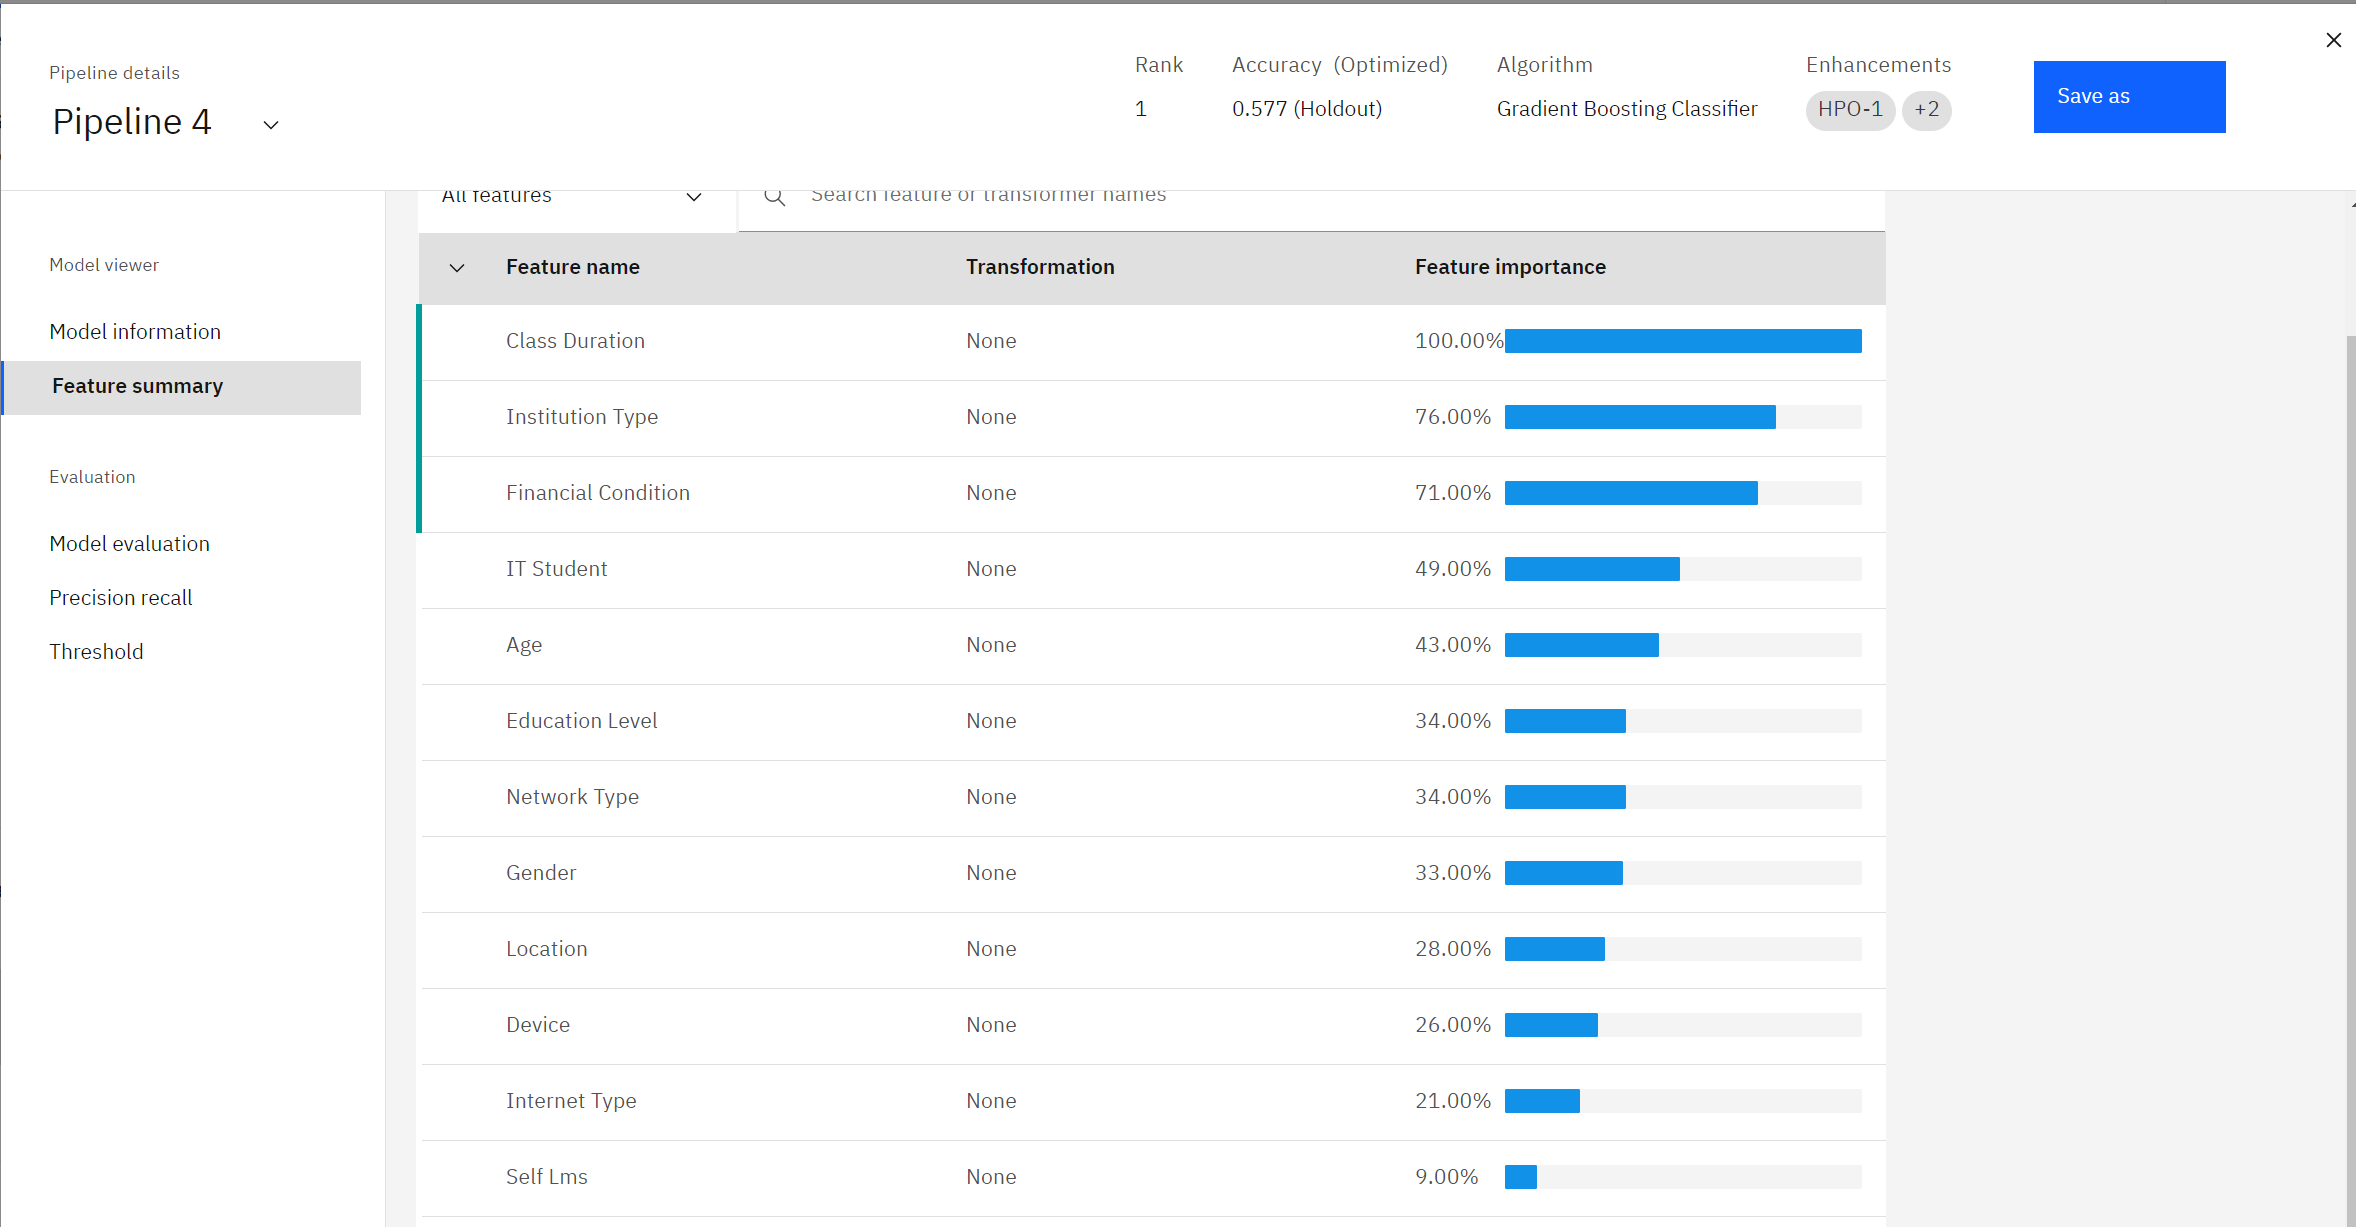 Pipeline details
Pipeline 4
Rank
1
Accuracy (Optimized)
0.577 (Holdout)
Algorithm
Gradient Boosting Classifier
Enhancements
HPO-1 +2
Save as
Model viewer
Model information
Feature summary
Evaluation
Model evaluation
Precision recall
Threshold
All features
Search feature or transformer names
Feature name Transformation Feature importance
Class Duration None 100.00%
Institution Type None 76.00%
Financial Condition None 71.00%
IT Student None 49.00%
Age None 43.00%
Education Level None 34.00%
Network Type None 34.00%
Gender None 33.00%
Location None 28.00%
Device None 26.00%
Internet Type None 21.00%
Self Lms None 9.00%